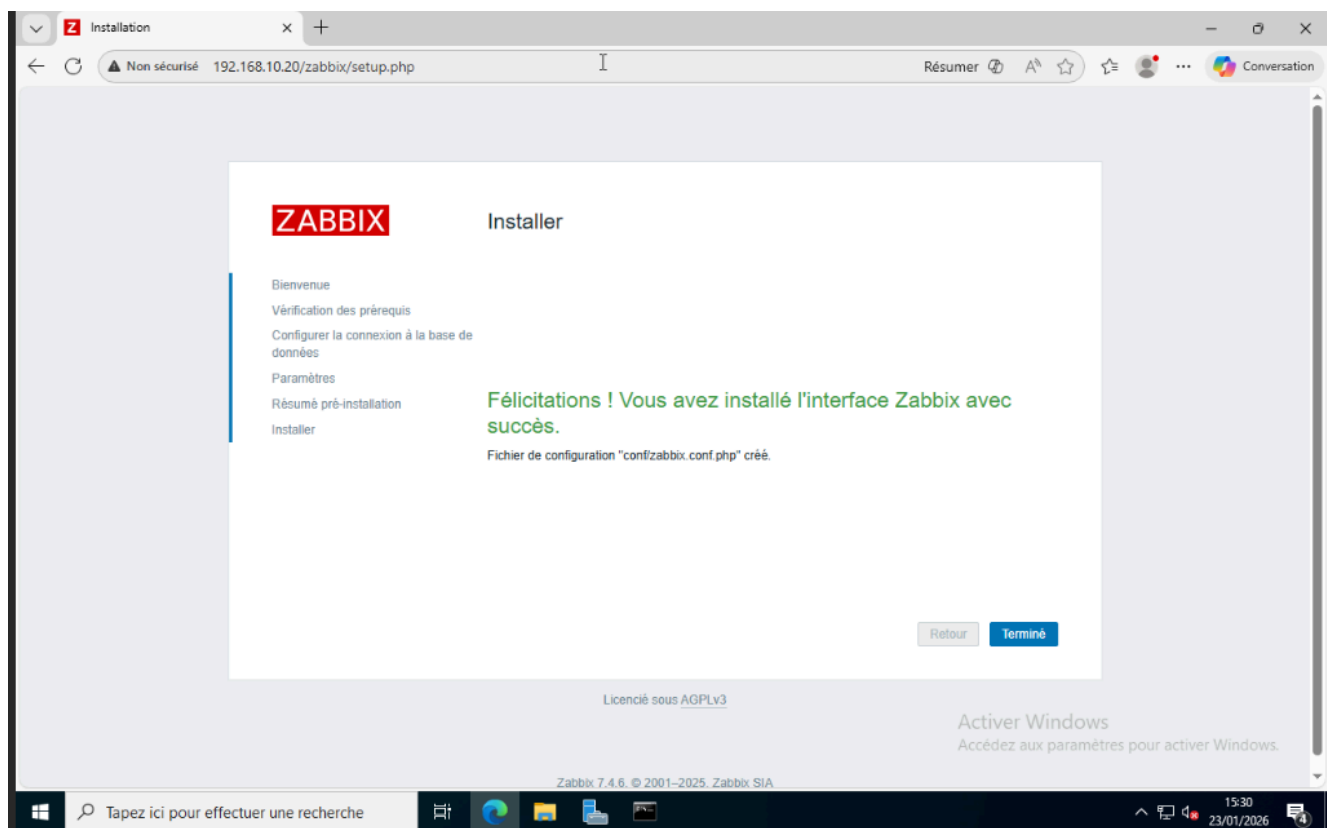 Installation
Non sécurisé 192.168.10.20/zabbix/setup.php Résumer Conversation
ZABBIX
Installer
Bienvenue
Vérification des prérequis
Configurer la connexion à la base de
données
Paramètres
Résumé pré-installation
Installer
Félicitations ! Vous avez installé l'interface Zabbix avec
succès.
Fichier de configuration "conf/zabbix.conf.php" créé.
Retour Terminé
Licencié sous AGPLv3
Activer Windows
Accédez aux paramètres pour activer Windows.
Zabbix 7.4.6. © 2001–2025, Zabbix SIA
Tapez ici pour effectuer une recherche
15:30
23/01/2026
4